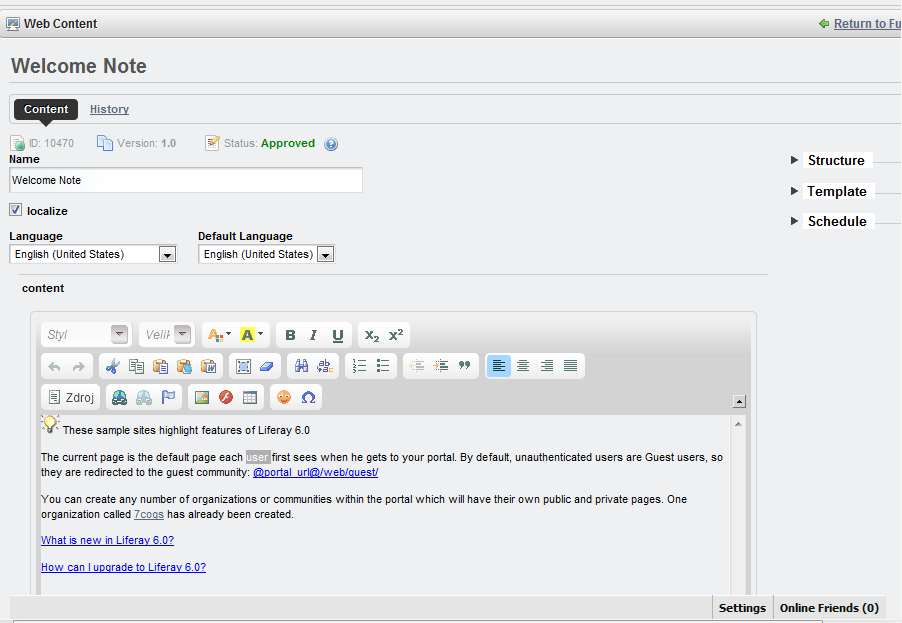 Web Content
Return to Fu
Welcome Note
Content History
ID: 10470 Version: 1.0 Status: Approved
Name
Welcome Note
localize
Structure
Template
Schedule
Language Default Language
English (United States) English (United States)
content
Styl Velik A A B I U X2 X2
Zdroj
These sample sites highlight features of Liferay 6.0
The current page is the default page each user first sees when he gets to your portal. By default, unauthenticated users are Guest users, so
they are redirected to the guest community: @portal_url@/web/guest/
You can create any number of organizations or communities within the portal which will have their own public and private pages. One
organization called 7cogs has already been created.
What is new in Liferay 6.0?
How can I upgrade to Liferay 6.0?
Settings Online Friends (0)